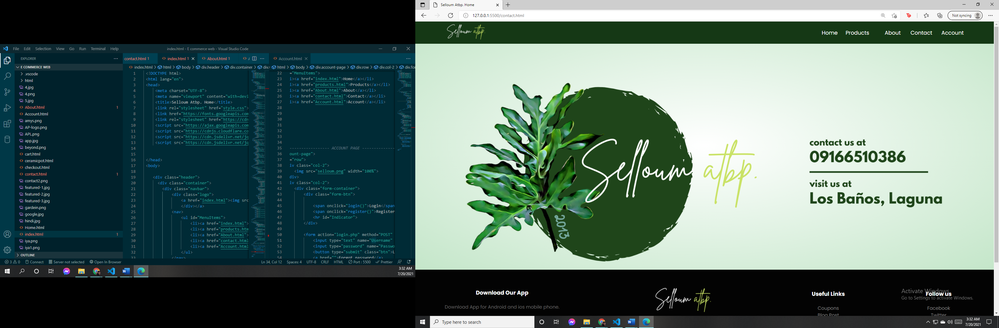 File Edit Selection View Go Run Terminal Help
index.html - E commerce web - Visual Studio Code
EXPLORER
E COMMERCE WEB
.vscode
html
4.jpg
4.png
5.jpg
About.html 1
Account.html
amys.png
AP-logo.png
APL.png
app.jpg
beyond.png
cart.html
ceramicpot.html
checkout.html
contact.html 1
contact2.png
featured-1.jpg
featured-2.jpg
featured-3.jpg
gardein.png
google.jpg
hindi.jpg
Home.html
index.html 1
iya.png
iya1.png
OUTLINE
contact.html 1 index.html 1 About.html 1
index.html > html > body > div.header > div.container > div.
1 <!DOCTYPE html>
2 <html lang="en">
3 <head>
4 <meta charset="UTF-8">
5 <meta name="viewport" content="with=devi
6 <title>Selloum Atbp. Home</title>
7 <link rel="stylesheet" href="style.css">
8 <link href="https://fonts.googleapis.com
9 <link rel="stylesheet" href="https://cdn
10 <script src="https://ajax.googleapis.com
11 <script src="https://cdnjs.cloudflare.co
12 <script src="https://cdn.jsdelivr.net/jq
13 <script src="https://cdn.jsdelivr.net/jq
14
15
16 </head>
17 <body>
18
19 <div class="header">
20 <div class="container">
21 <div class="navbar">
22 <div class="logo">
23 <a href="index.html"><img src
24 </div></a>
25 <nav>
26 <ul id="MenuItems">
27 <li><a href="index.html">
28 <li><a href="products.htm
29 <li><a href="About.html">
30 <li><a href="contact.html
31 <li><a href="Account.html
32 </ul>
33 </nav>
Account.html
html > body > div.account-page > div.row > div.col-2 > div.for
22 ="MenuItems">
23 i><a href="index.html">Home</a></li>
24 i><a href="products.html">Products</a></li>
25 i><a href="About.html">About</a></li>
26 i><a href="contact.html">Contact</a></li>
27 i><a href="Account.html">Account</a></li>
28
29
30
31
32
33
34
35 ----------------- ACCOUNT PAGE --------------
36 ount-page">
37 ="row">
38 iv class="col-2">
39 <img src="selloum.png" width="100%">
40 div>
41 iv class="col-2">
42 <div class="form-container">
43 <div class="form-btn">
44
45 <span onclick="login()">Login</span
46 <span onclick="register()">Register
47 <hr id="Indicator">
48 </div>
49
50 <form action="login.php" method="POST"
51 <input type="text" name="Username"
52 <input type="password" name="Passwo
53 <button type="submit" class="btn">L
54 <a href="">Forgot password</a>
3 0 Connect Server not selected Open In Browser
Ln 34, Col 12 Spaces: 4 UTF-8 CRLF HTML Port : 5500 Prettier
3:32 AM
7/20/2021
Selloum Atbp. Home
127.0.0.1:5500/contact.html
Tp
Not syncing
Selloum atbp.
Home Products About Contact Account
Selloum atbp.
2013
contact us at
09166510386
visit us at
Los Baños, Laguna
Download Our App
Download App for Android and ios mobile phone.
Selloum atbp.
Useful Links
Coupons
Blog Post
Follow us
Facebook
Twitter
Activate Windows
Go to Settings to activate Windows.
Type here to search
3:32 AM
7/20/2021